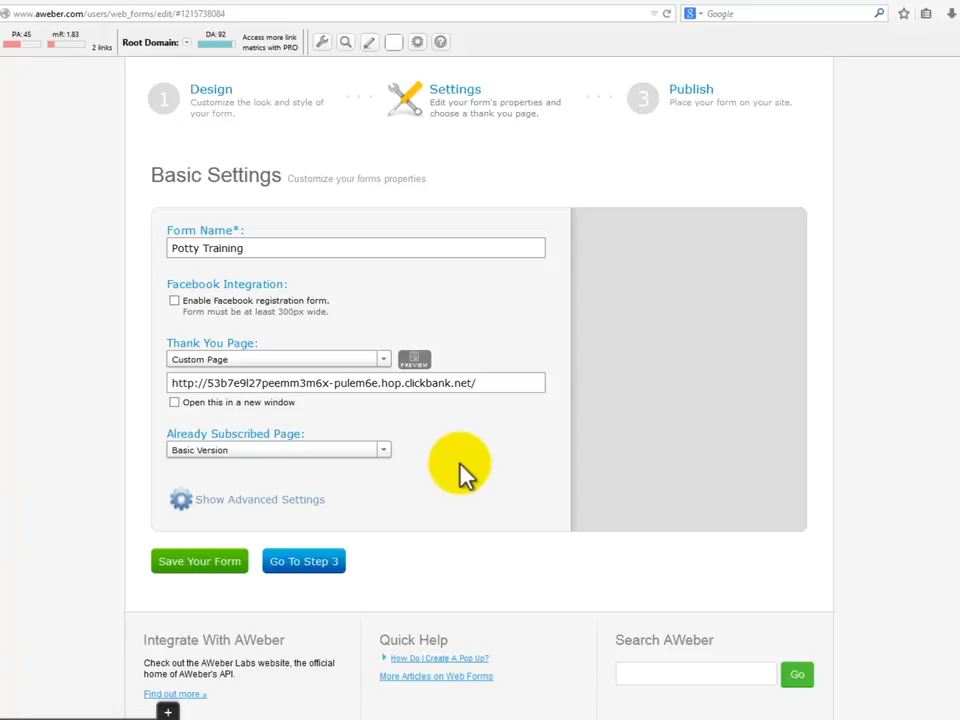 www.aweber.com/users/web_forms/edit/#1215738084
Google
PA: 45
mR: 1.83
2 links
Root Domain:
DA: 92
Access more link
metrics with PRO
1
Design
Customize the look and style of
your form.
Settings
Edit your form's properties and
choose a thank you page.
3
Publish
Place your form on your site.
Basic Settings Customize your forms properties
Form Name*:
Potty Training
Facebook Integration:
Enable Facebook registration form.
Form must be at least 300px wide.
Thank You Page:
Custom Page
PREVIEW
http://53b7e9l27peemm3m6x-pulem6e.hop.clickbank.net/
Open this in a new window
Already Subscribed Page:
Basic Version
Show Advanced Settings
Save Your Form
Go To Step 3
Integrate With AWeber
Check out the AWeber Labs website, the official
home of AWeber's API.
Find out more »
Quick Help
How Do I Create A Pop Up?
More Articles on Web Forms
Search AWeber
Go